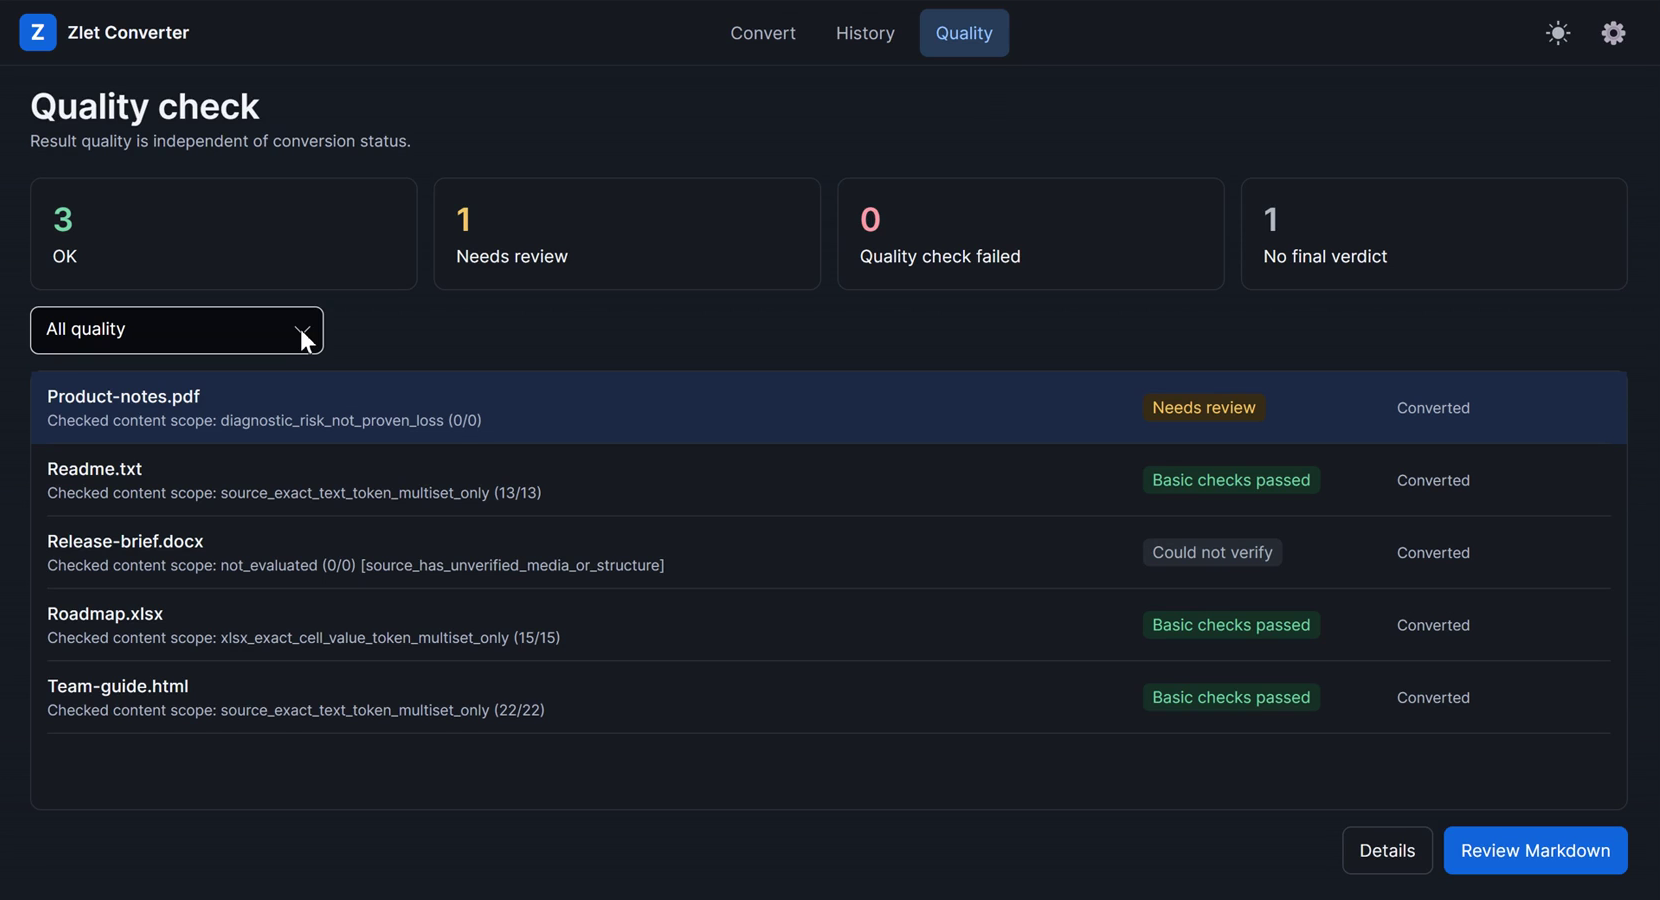 Z Zlet Converter
Convert History Quality
Quality check
Result quality is independent of conversion status.
3
OK
1
Needs review
0
Quality check failed
1
No final verdict
All quality
Product-notes.pdf
Checked content scope: diagnostic_risk_not_proven_loss (0/0)
Needs review
Converted
Readme.txt
Checked content scope: source_exact_text_token_multiset_only (13/13)
Basic checks passed
Converted
Release-brief.docx
Checked content scope: not_evaluated (0/0) [source_has_unverified_media_or_structure]
Could not verify
Converted
Roadmap.xlsx
Checked content scope: xlsx_exact_cell_value_token_multiset_only (15/15)
Basic checks passed
Converted
Team-guide.html
Checked content scope: source_exact_text_token_multiset_only (22/22)
Basic checks passed
Converted
Details
Review Markdown